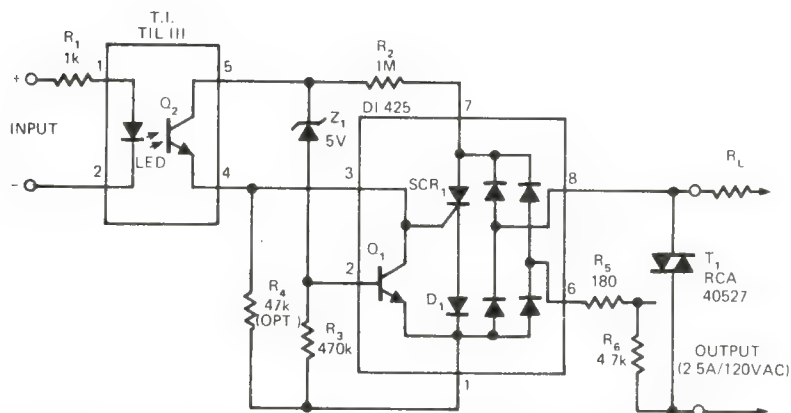 T.I.
TIL III
R1
1k
+
1
5
R2
1M
DI 425
7
Q2
Z1
5V
INPUT
LED
2
4
3
SCR1
8
RL
–
Q1
2
R5
180
T1
RCA
40527
6
R4
47k
(OPT)
R3
470k
D1
R6
4.7k
OUTPUT
(2 5A/120VAC)
1